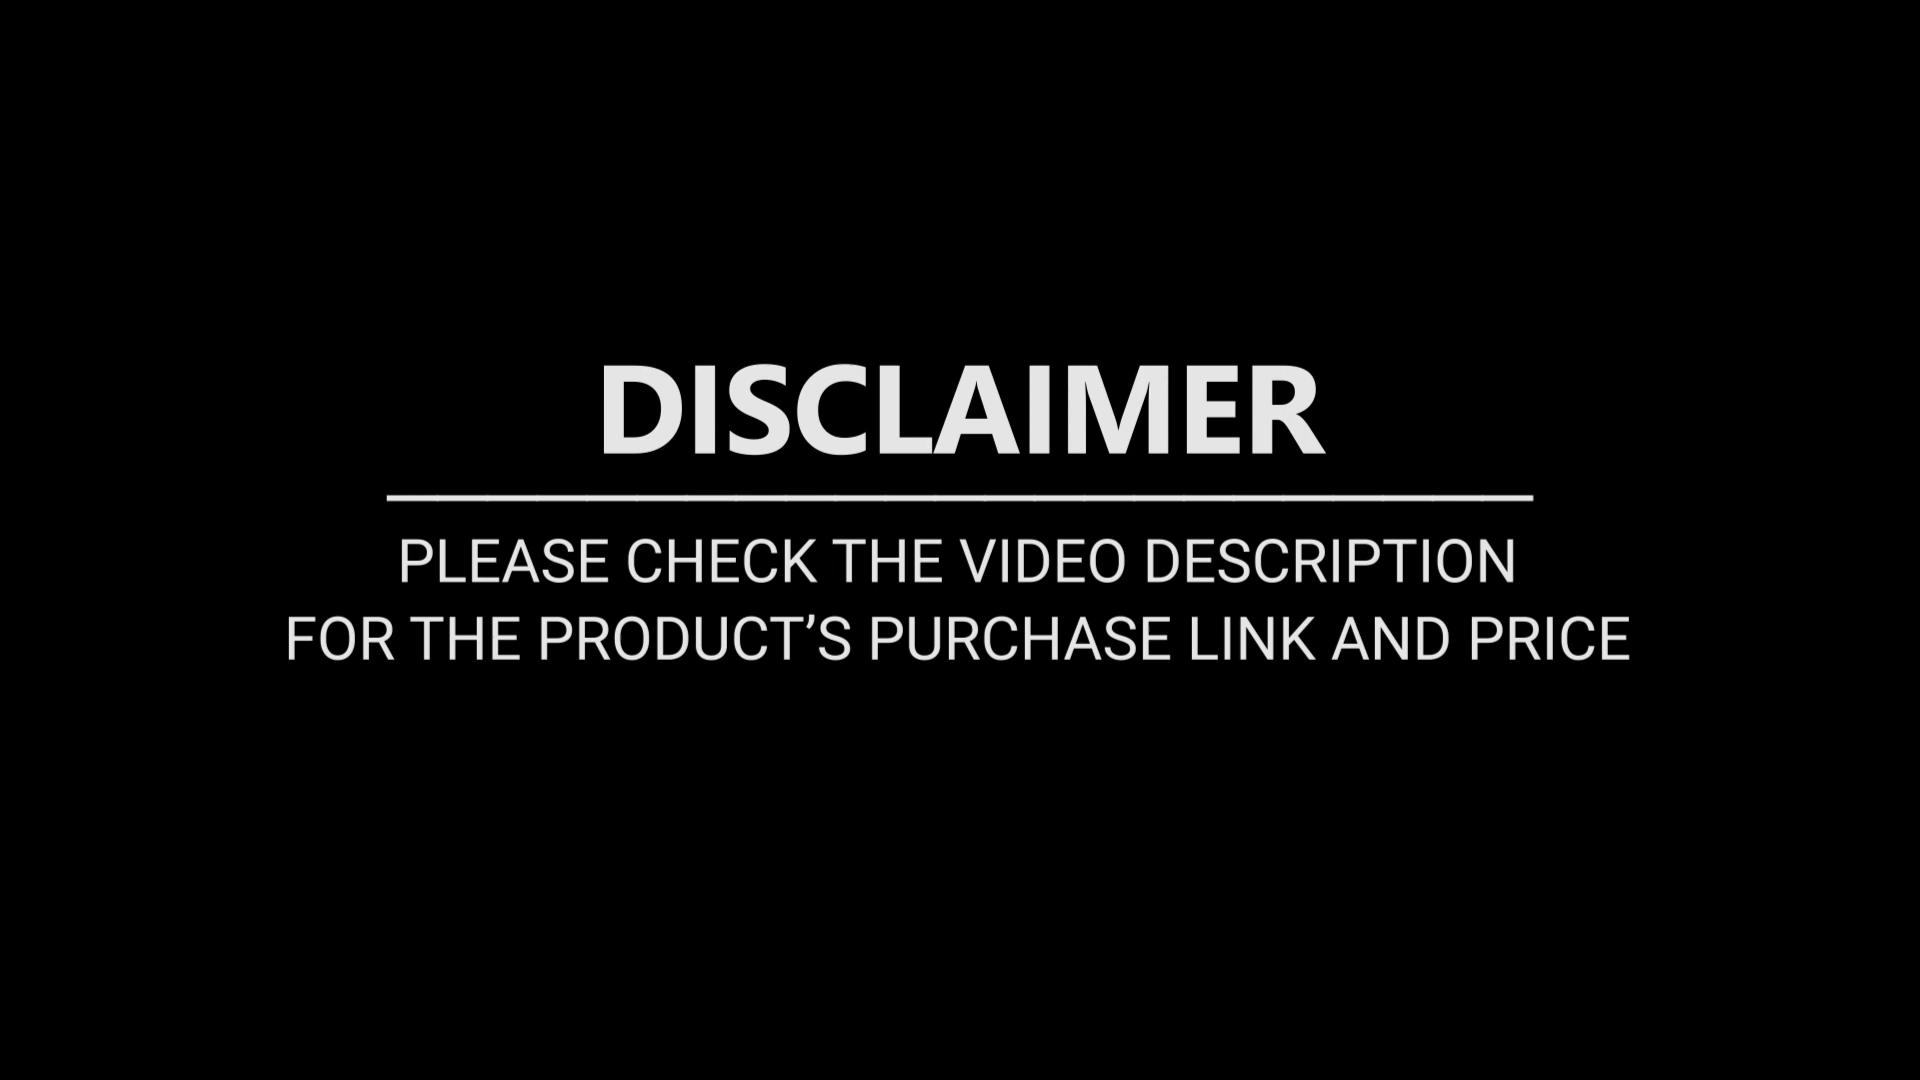 DISCLAIMER
PLEASE CHECK THE VIDEO DESCRIPTION
FOR THE PRODUCT’S PURCHASE LINK AND PRICE